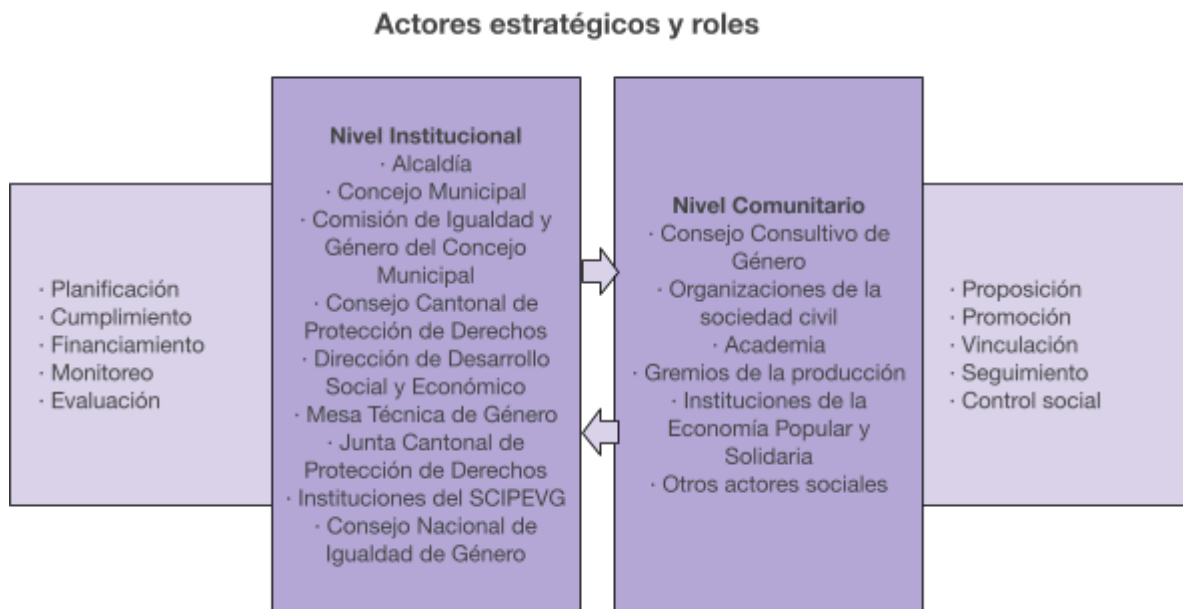 Actores estratégicos y roles
· Planificación
· Cumplimiento
· Financiamiento
· Monitoreo
· Evaluación
Nivel Institucional
· Alcaldía
· Concejo Municipal
· Comisión de Igualdad y
Género del Concejo
Municipal
· Consejo Cantonal de
Protección de Derechos
· Dirección de Desarrollo
Social y Económico
· Mesa Técnica de Género
· Junta Cantonal de
Protección de Derechos
· Instituciones del SCIPEVG
· Consejo Nacional de
Igualdad de Género
Nivel Comunitario
· Consejo Consultivo de
Género
· Organizaciones de la
sociedad civil
· Academia
· Gremios de la producción
· Instituciones de la
Economía Popular y
Solidaria
· Otros actores sociales
· Proposición
· Promoción
· Vinculación
· Seguimiento
· Control social